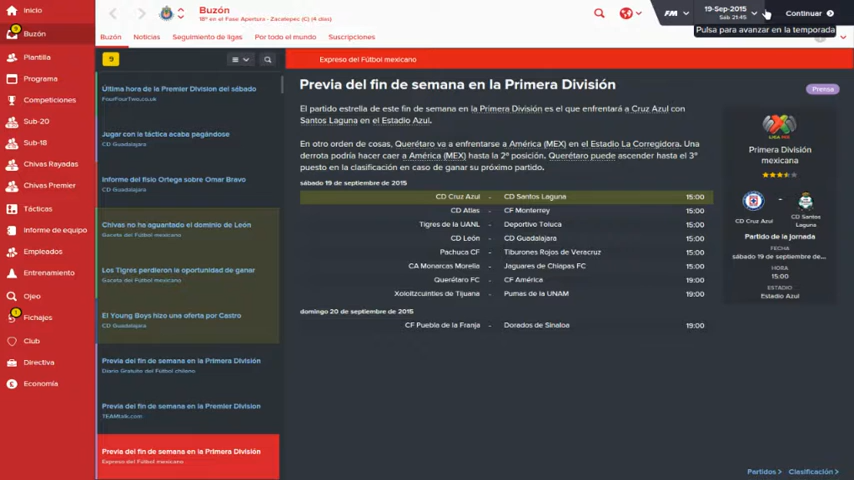 Inicio
9
Buzón
Plantilla
Programa
Competiciones
Sub-20
Sub-18
Chivas Rayadas
Chivas Premier
Tácticas
Informe de equipo
Empleados
Entrenamiento
Ojeo
1
Fichajes
Club
Directiva
Economía
Buzón
18º en el Fase Apertura - Zacatepec (C) (4 días)
FM
19-Sep-2015
Sáb 21:45
Continuar
Pulsa para avanzar en la temporada
Buzón
Noticias
Seguimiento de ligas
Por todo el mundo
Suscripciones
9
Última hora de la Premier Division del sábado
FourFourTwo.co.uk
Jugar con la táctica acaba pagándose
CD Guadalajara
Informe del fisio Ortega sobre Omar Bravo
CD Guadalajara
Chivas no ha aguantado el dominio de León
Gaceta del Fútbol mexicano
Los Tigres perdieron la oportunidad de ganar
Gaceta del Fútbol mexicano
El Young Boys hizo una oferta por Castro
CD Guadalajara
Previa del fin de semana en la Primera División
Diario Gratuito del Fútbol chileno
Previa del fin de semana en la Premier Division
TEAMtalk.com
Previa del fin de semana en la Primera División
Expreso del Fútbol mexicano
Expreso del Fútbol mexicano
Previa del fin de semana en la Primera División
Prensa
El partido estrella de este fin de semana en la Primera División es el que enfrentará a Cruz Azul con
Santos Laguna en el Estadio Azul.
En otro orden de cosas, Querétaro va a enfrentarse a América (MEX) en el Estadio La Corregidora. Una
derrota podría hacer caer a América (MEX) hasta la 2ª posición. Querétaro puede ascender hasta el 3º
puesto en la clasificación en caso de ganar su próximo partido.
sábado 19 de septiembre de 2015
CD Cruz Azul - CD Santos Laguna 15:00
CD Atlas - CF Monterrey 15:00
Tigres de la UANL - Deportivo Toluca 15:00
CD León - CD Guadalajara 15:00
Pachuca CF - Tiburones Rojos de Veracruz 15:00
CA Monarcas Morelia - Jaguares de Chiapas FC 15:00
Querétaro FC - CF América 19:00
Xoloitzcuintles de Tijuana - Pumas de la UNAM 19:00
domingo 20 de septiembre de 2015
CF Puebla de la Franja - Dorados de Sinaloa 19:00
LIGA MX
Primera División
mexicana
-
CD Cruz Azul
CD Santos
Laguna
Partido de la jornada
FECHA
sábado 19 de septiembre de...
HORA
15:00
ESTADIO
Estadio Azul
Partidos >
Clasificación >